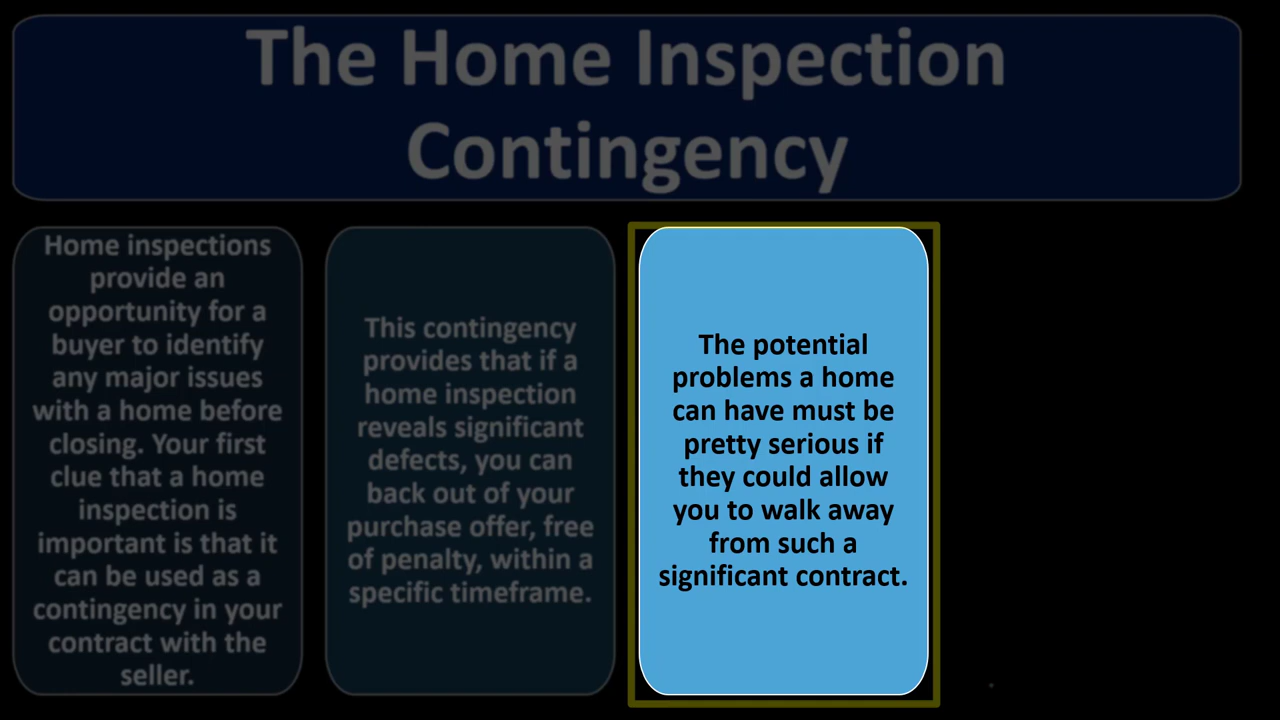 The Home Inspection
Contingency
Home inspections
provide an
opportunity for a
buyer to identify
any major issues
with a home before
closing. Your first
clue that a home
inspection is
important is that it
can be used as a
contingency in your
contract with the
seller.
This contingency
provides that if a
home inspection
reveals significant
defects, you can
back out of your
purchase offer, free
of penalty, within a
specific timeframe.
The potential
problems a home
can have must be
pretty serious if
they could allow
you to walk away
from such a
significant contract.